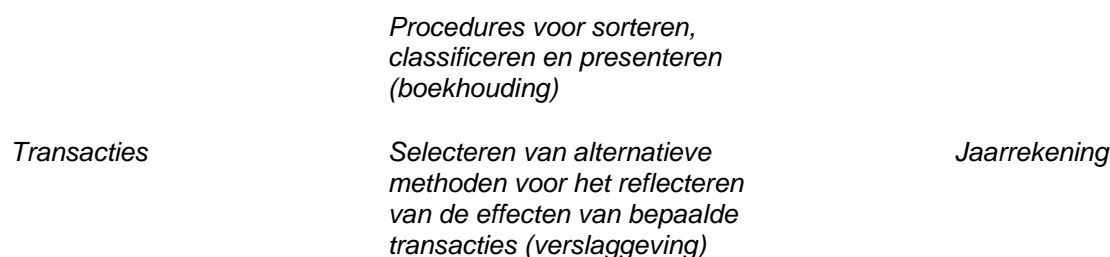 Procedures voor sorteren,
classificeren en presenteren
(boekhouding)
Transacties
Selecteren van alternatieve
methoden voor het reflecteren
van de effecten van bepaalde
transacties (verslaggeving)
Jaarrekening